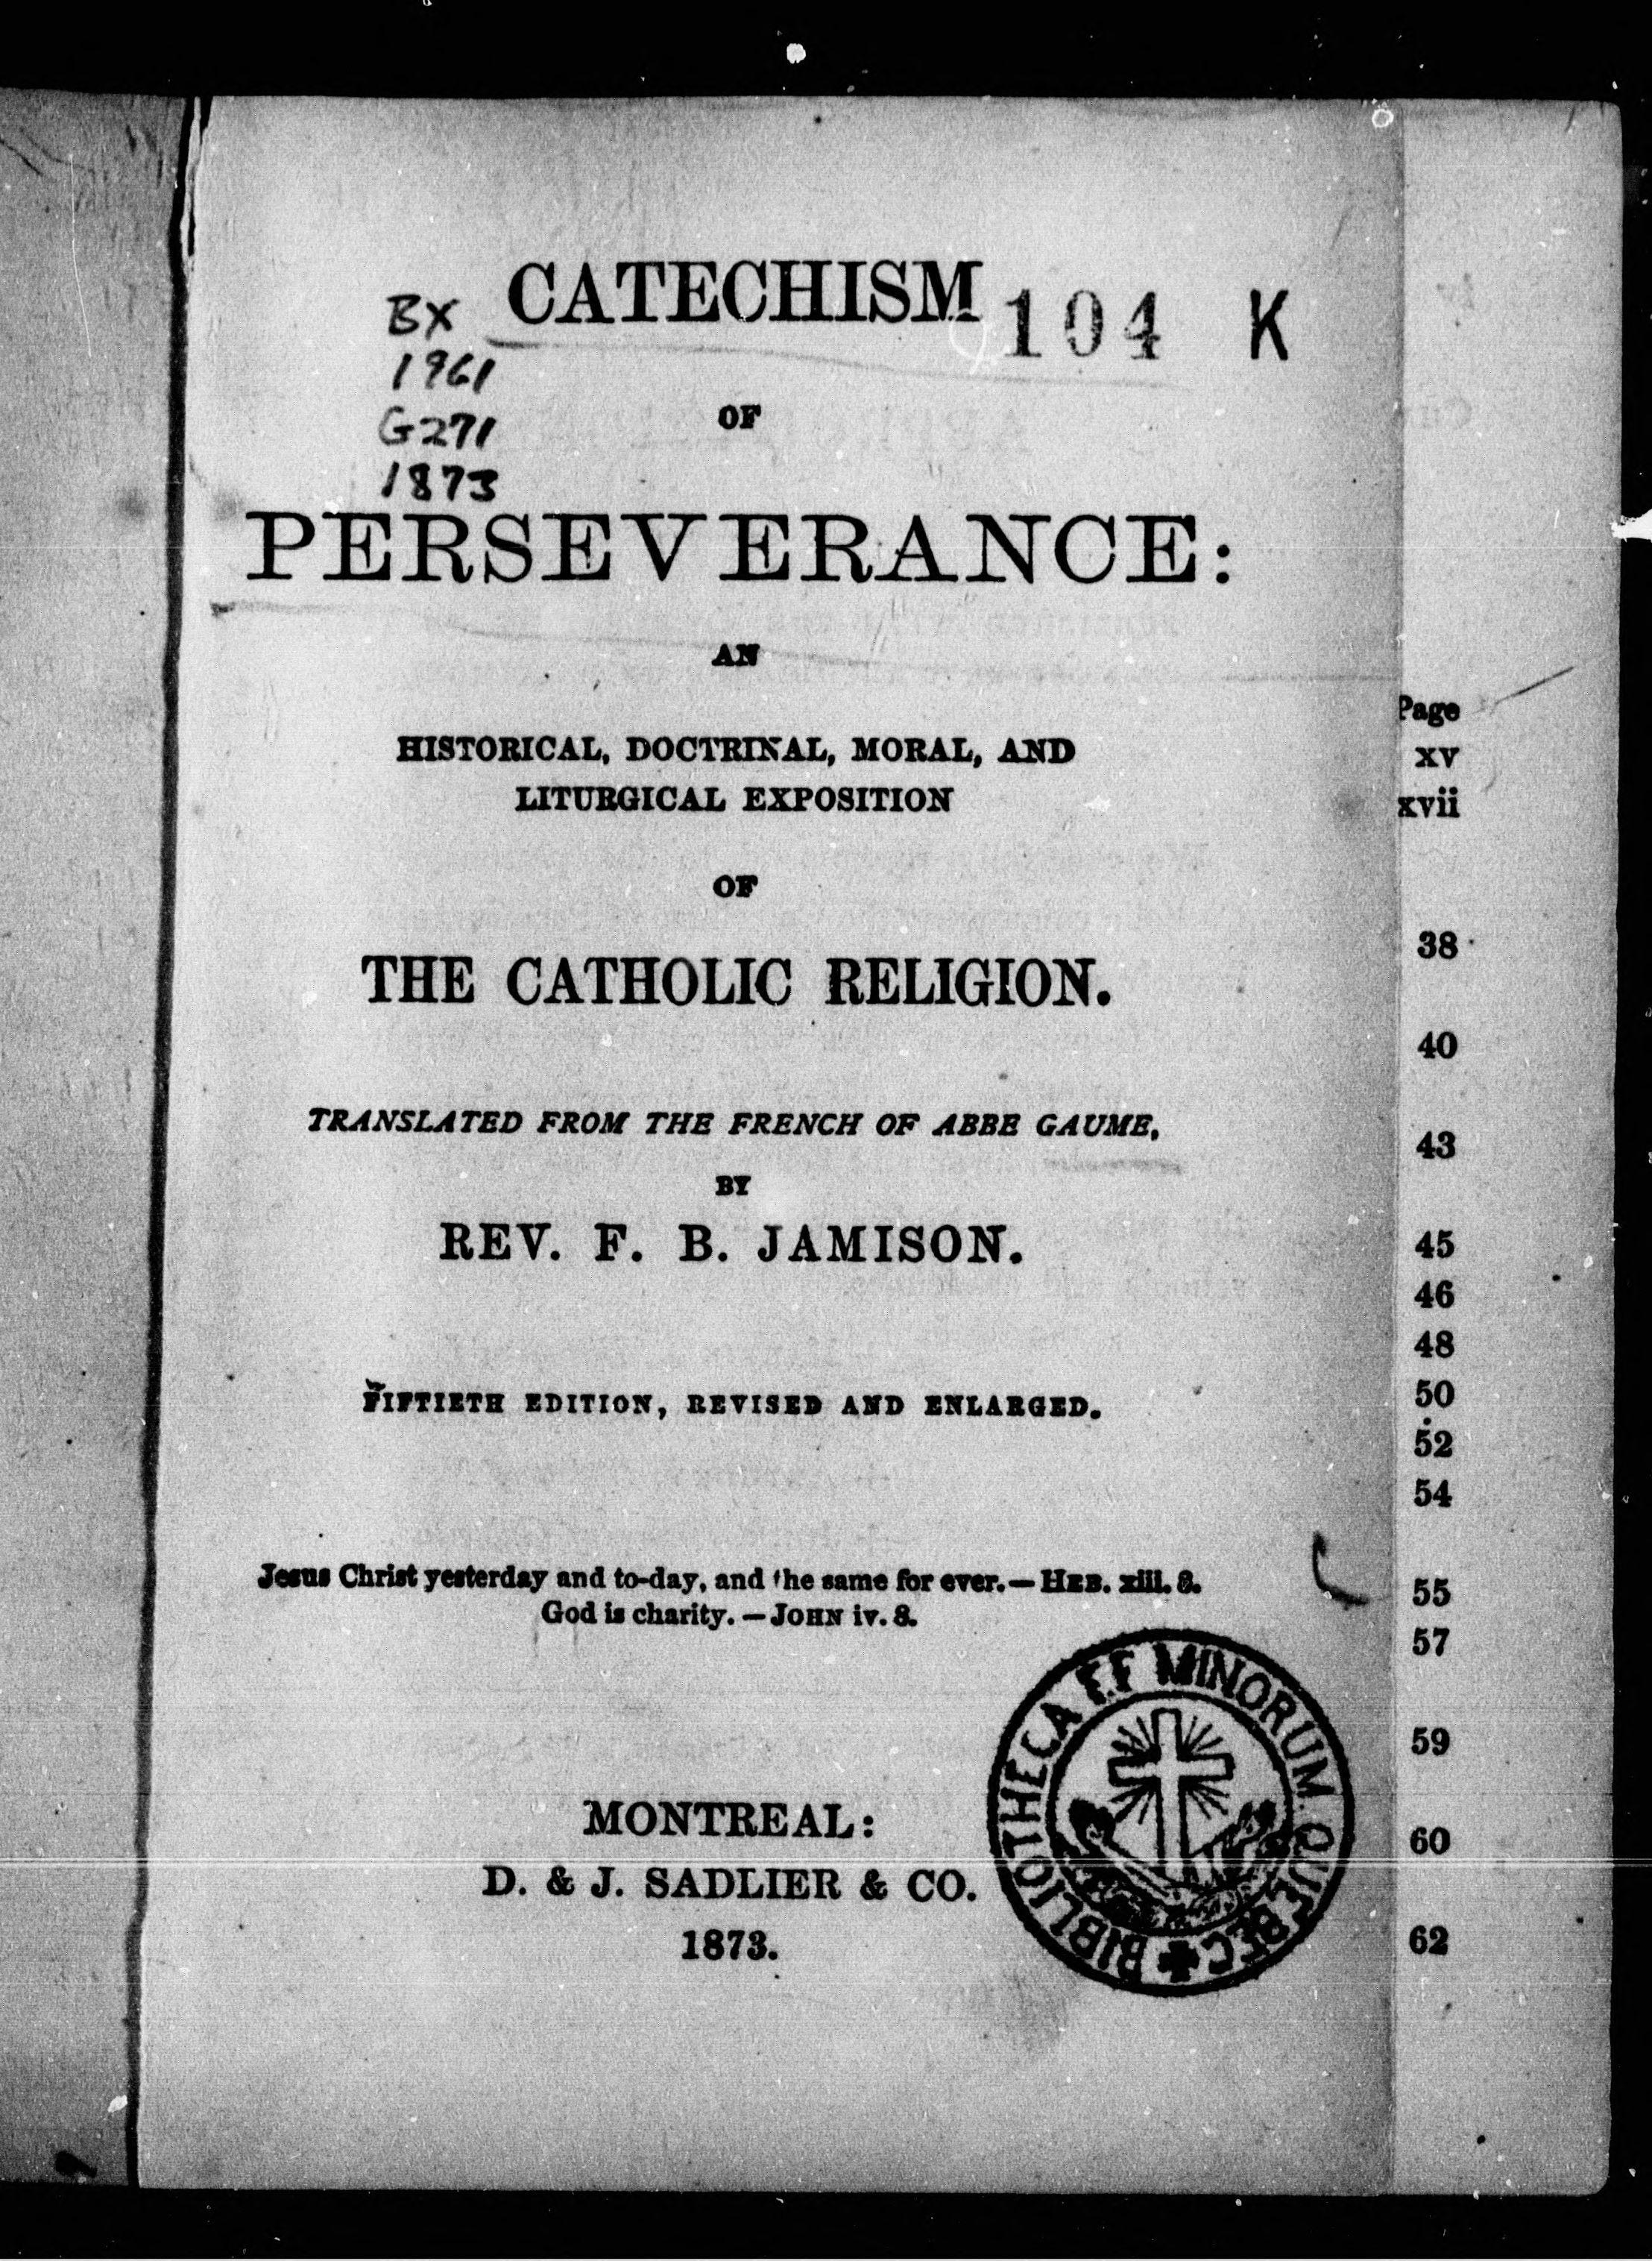 CATECHISM
104 K
BX
1961
G271
1873
OF
PERSEVERANCE:
AN
HISTORICAL, DOCTRINAL, MORAL, AND
LITURGICAL EXPOSITION
OF
THE CATHOLIC RELIGION.
TRANSLATED FROM THE FRENCH OF ABBE GAUME,
BY
REV. F. B. JAMISON.
FIFTIETH EDITION, REVISED AND ENLARGED.
Jesus Christ yesterday and to-day, and the same for ever.—HEB. xiii. 8.
God is charity.—JOHN iv. 8.
MONTREAL:
D. & J. SADLIER & CO.
1873.
BIBLIOTHECA F.F MINORUM. QUEBEC
Page
xv
xvii
38
40
43
45
46
48
50
52
54
55
57
59
60
62